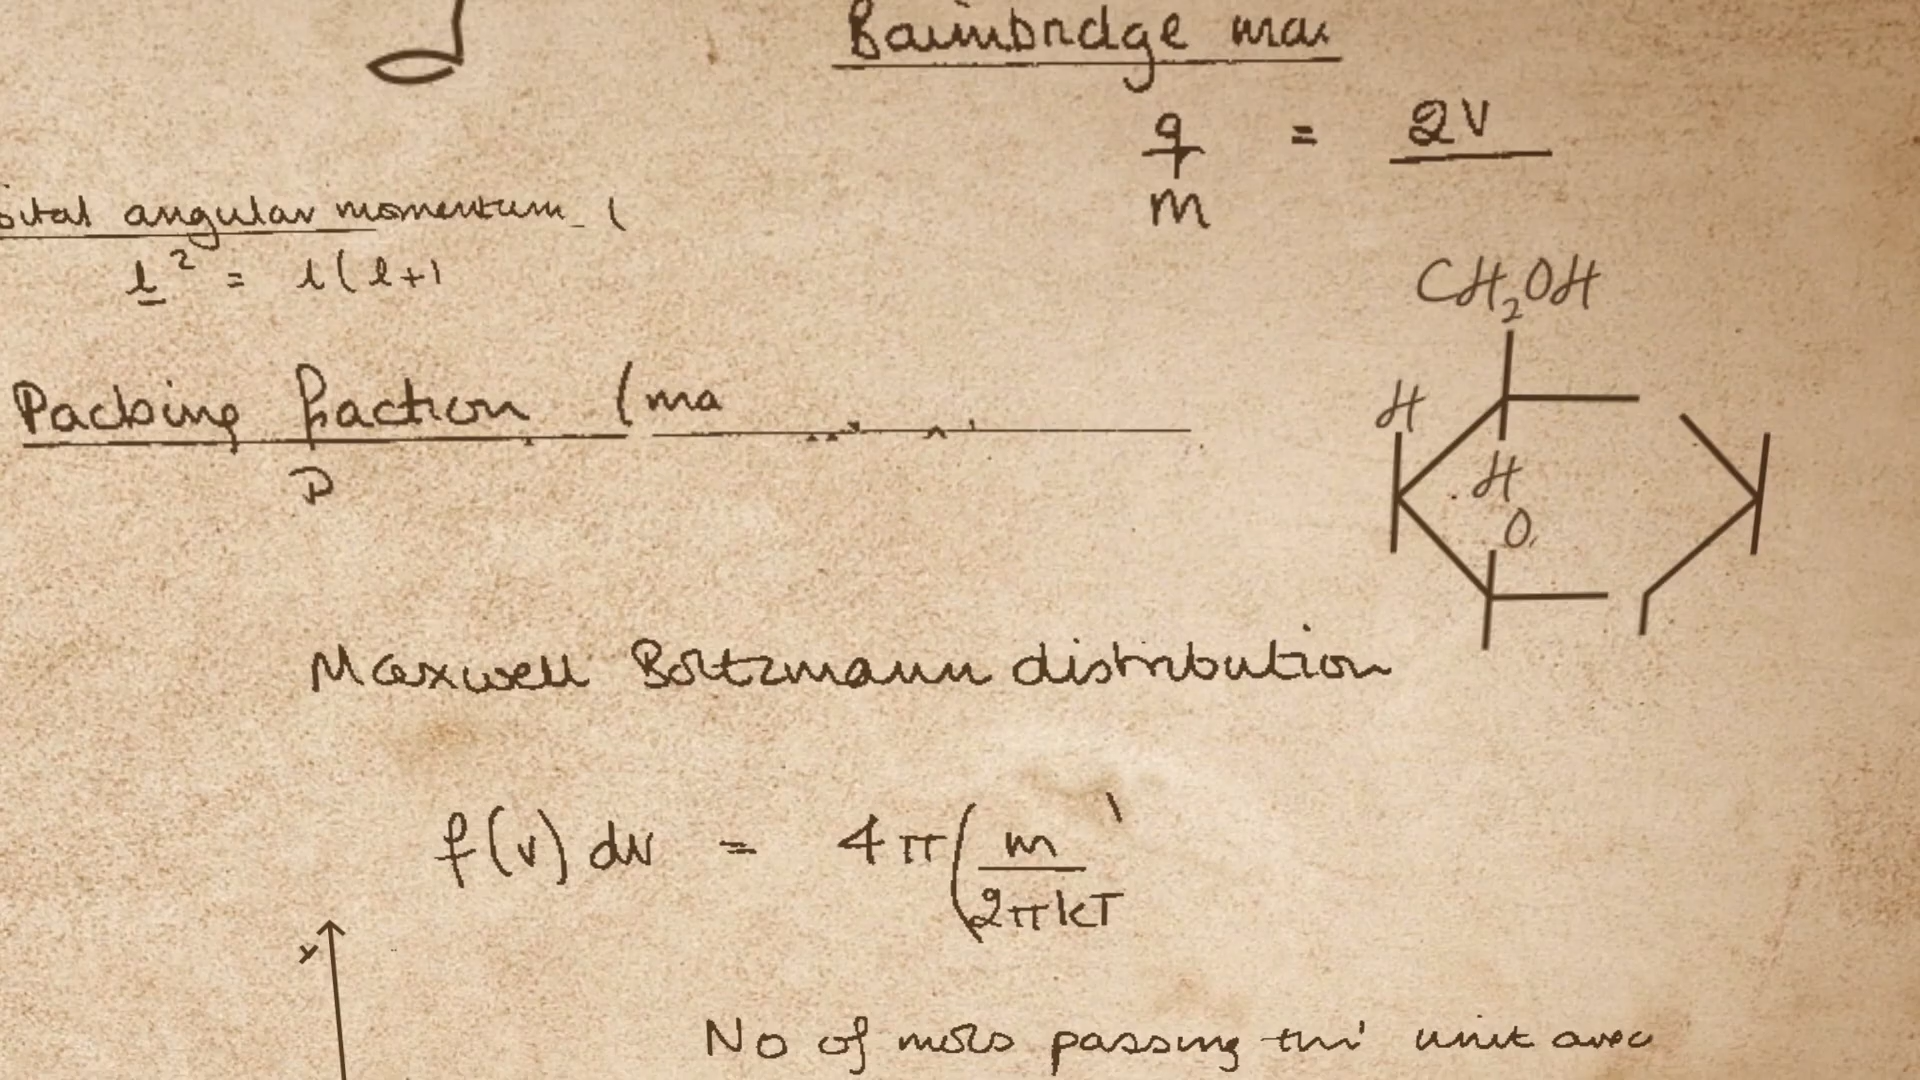 Bainbridge mas
q/m = 2V
bital angular momentum (
l² = l(l+1
CH₂OH
Packing fraction (ma
H
H
O
Maxwell Boltzmann distribution
f(v) dv = 4π(m/2πkT
y
No of mols passing thr' unit area